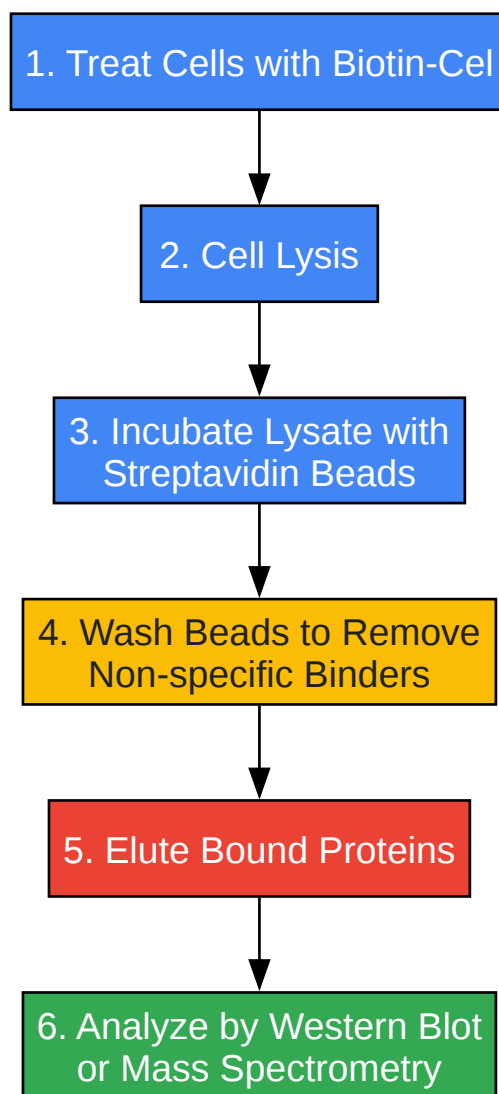 1. Treat Cells with Biotin-Cel
2. Cell Lysis
3. Incubate Lysate with
Streptavidin Beads
4. Wash Beads to Remove
Non-specific Binders
5. Elute Bound Proteins
6. Analyze by Western Blot
or Mass Spectrometry